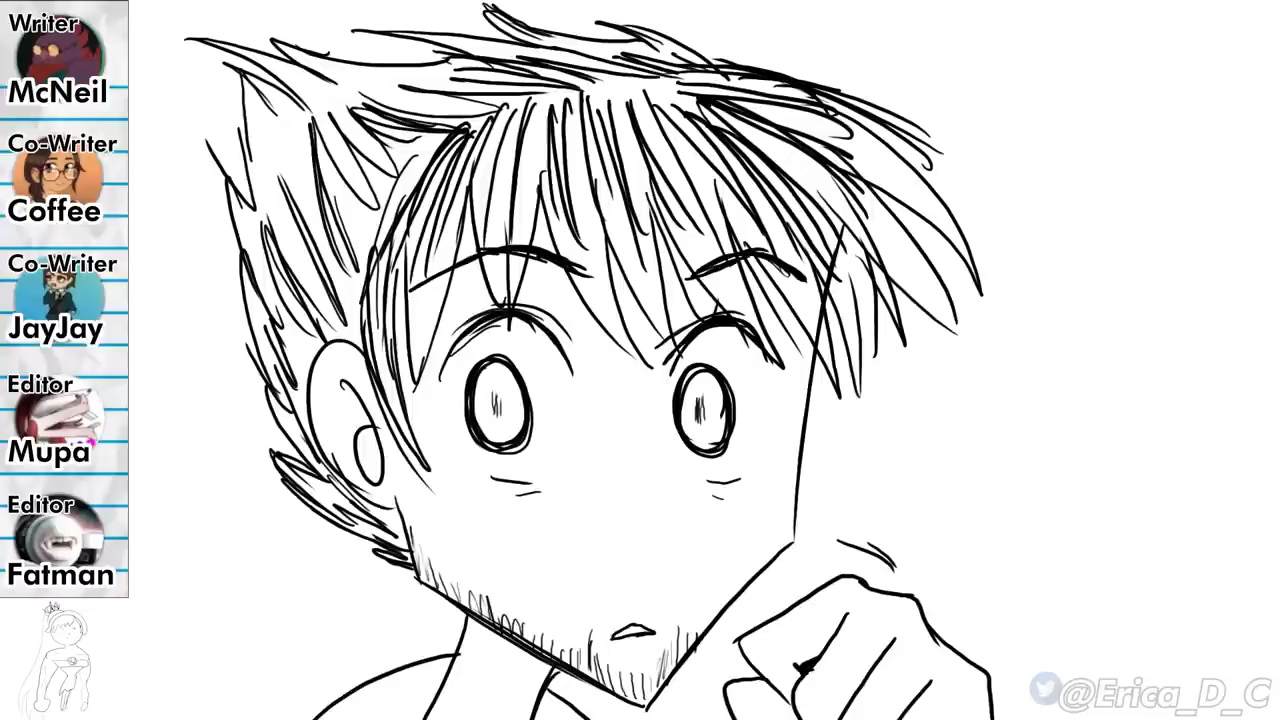 Writer
McNeil
Co-Writer
Coffee
Co-Writer
JayJay
Editor
Mupa
Editor
Fatman
@Erica_D_C